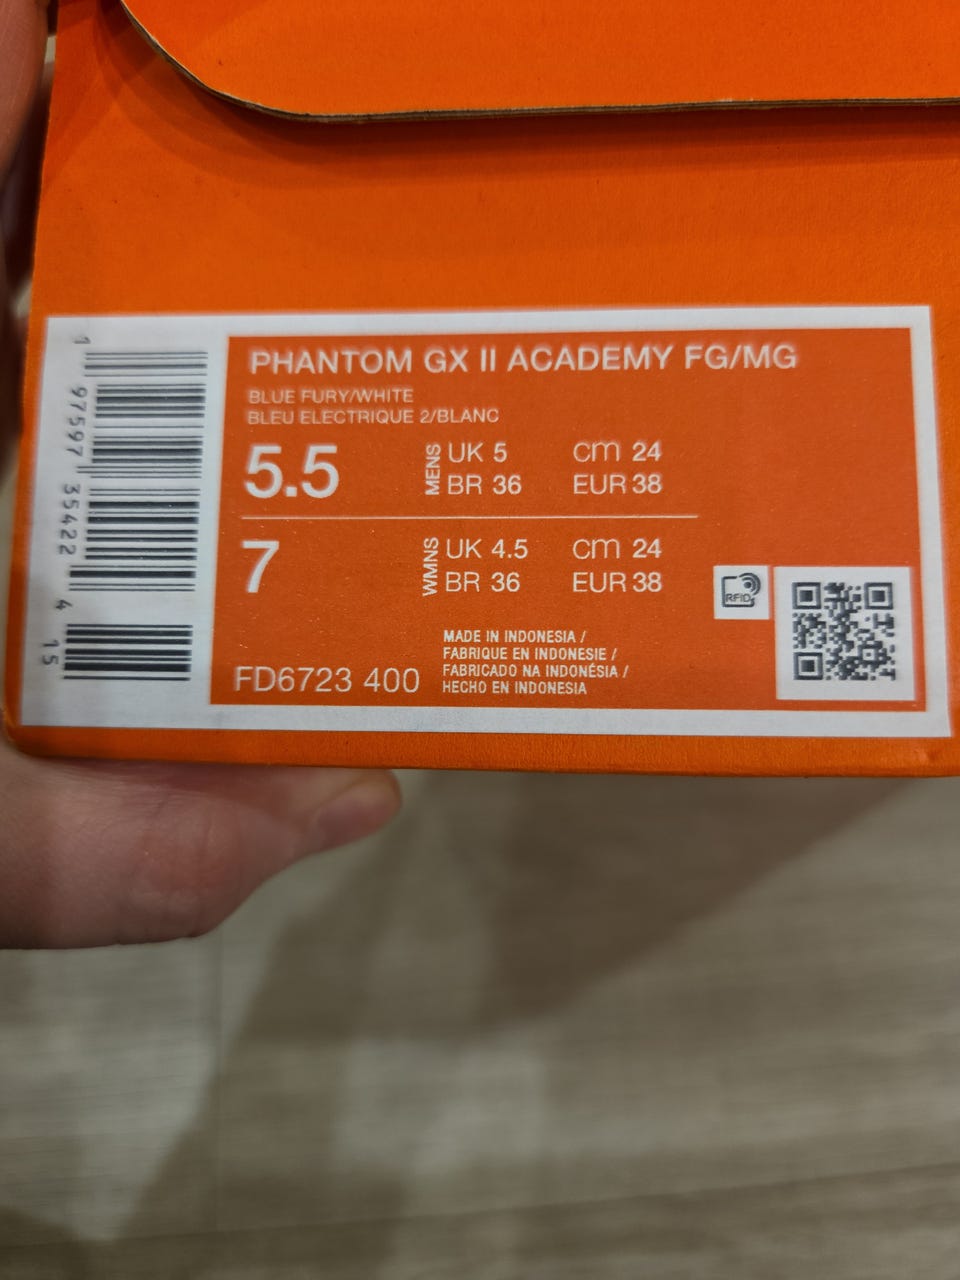 PHANTOM GX II ACADEMY FG/MG
BLUE FURY/WHITE
BLEU ELECTRIQUE 2/BLANC
5.5 MENS UK 5 cm 24
BR 36 EUR 38
7 WMNS UK 4.5 cm 24
BR 36 EUR 38
MADE IN INDONESIA /
FABRIQUE EN INDONESIE /
FABRICADO NA INDONÉSIA /
HECHO EN INDONESIA
FD6723 400
RFID
1 97597 35422 4 15